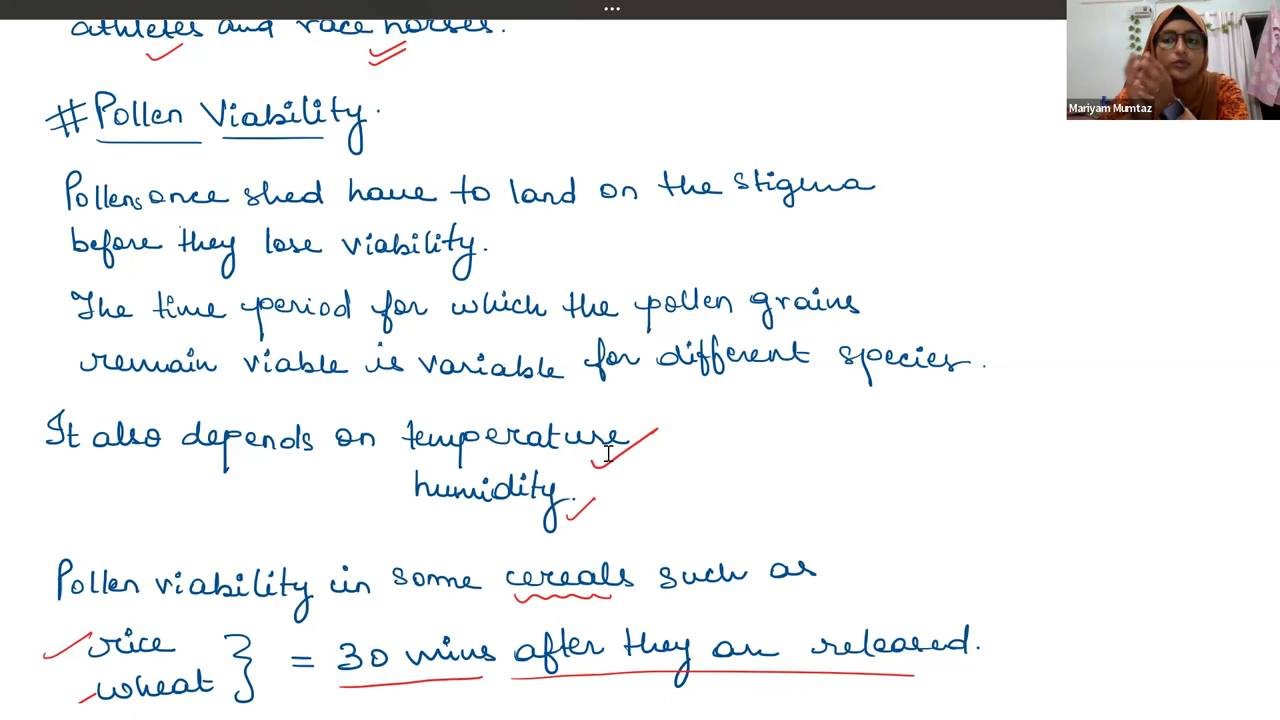 ...
athletes and race horses.
Mariyam Mumtaz
#Pollen Viability.
Pollens once shed have to land on the stigma
before they lose viability.
The time period for which the pollen grains
remain viable is variable for different species.
It also depends on temperature
humidity.
Pollen viability in some cereals such as
rice
wheat } = 30 mins after they are released.